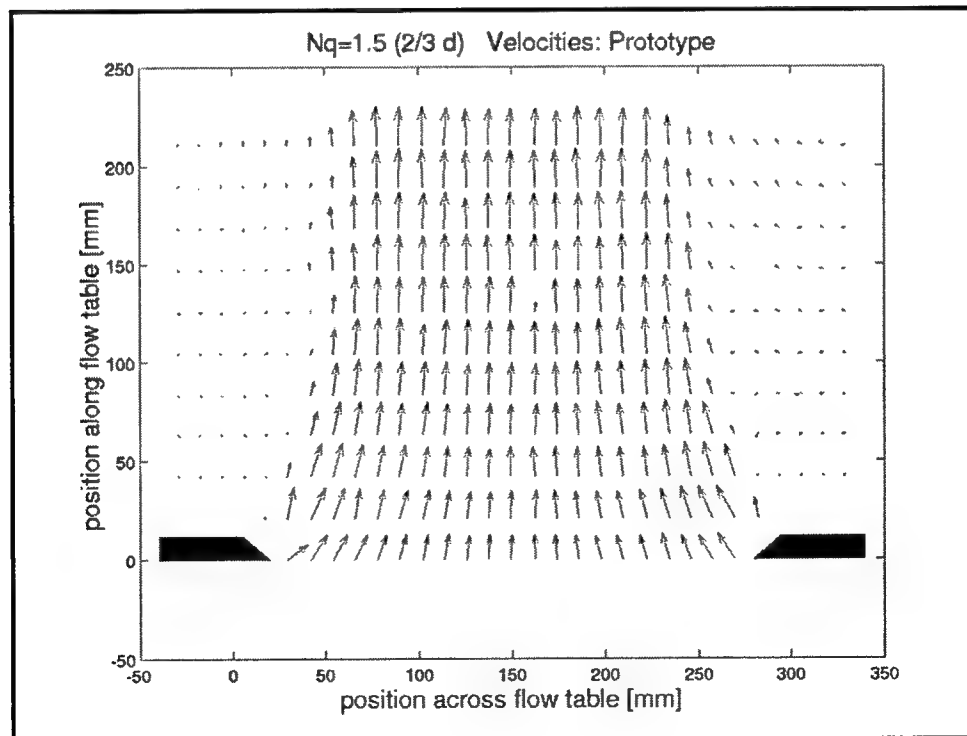 Nq=1.5 (2/3 d) Velocities: Prototype
250
200
150
100
50
0
-50
position along flow table [mm]
-50 0 50 100 150 200 250 300 350
position across flow table [mm]